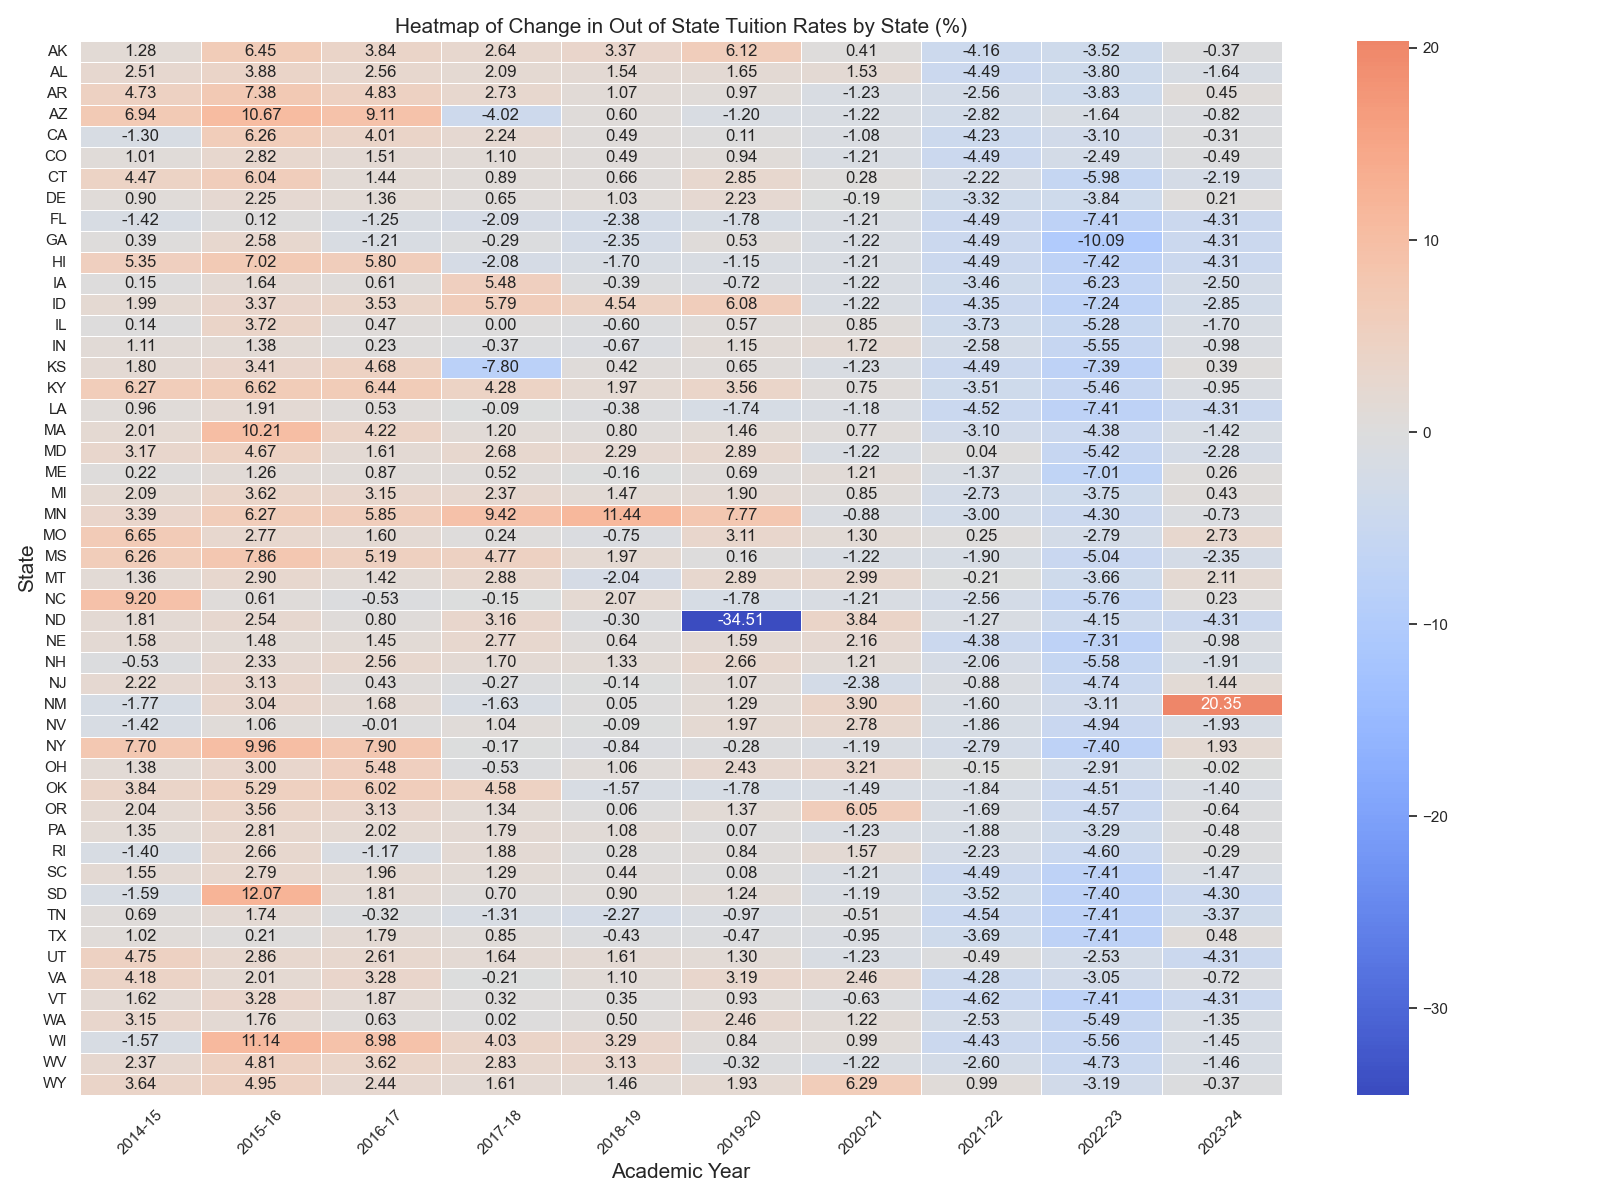 Heatmap of Change in Out of State Tuition Rates by State (%)
AK 1.28 6.45 3.84 2.64 3.37 6.12 0.41 -4.16 -3.52 -0.37
AL 2.51 3.88 2.56 2.09 1.54 1.65 1.53 -4.49 -3.80 -1.64
AR 4.73 7.38 4.83 2.73 1.07 0.97 -1.23 -2.56 -3.83 0.45
AZ 6.94 10.67 9.11 -4.02 0.60 -1.20 -1.22 -2.82 -1.64 -0.82
CA -1.30 6.26 4.01 2.24 0.49 0.11 -1.08 -4.23 -3.10 -0.31
CO 1.01 2.82 1.51 1.10 0.49 0.94 -1.21 -4.49 -2.49 -0.49
CT 4.47 6.04 1.44 0.89 0.66 2.85 0.28 -2.22 -5.98 -2.19
DE 0.90 2.25 1.36 0.65 1.03 2.23 -0.19 -3.32 -3.84 0.21
FL -1.42 0.12 -1.25 -2.09 -2.38 -1.78 -1.21 -4.49 -7.41 -4.31
GA 0.39 2.58 -1.21 -0.29 -2.35 0.53 -1.22 -4.49 -10.09 -4.31
HI 5.35 7.02 5.80 -2.08 -1.70 -1.15 -1.21 -4.49 -7.42 -4.31
IA 0.15 1.64 0.61 5.48 -0.39 -0.72 -1.22 -3.46 -6.23 -2.50
ID 1.99 3.37 3.53 5.79 4.54 6.08 -1.22 -4.35 -7.24 -2.85
IL 0.14 3.72 0.47 0.00 -0.60 0.57 0.85 -3.73 -5.28 -1.70
IN 1.11 1.38 0.23 -0.37 -0.67 1.15 1.72 -2.58 -5.55 -0.98
KS 1.80 3.41 4.68 -7.80 0.42 0.65 -1.23 -4.49 -7.39 0.39
KY 6.27 6.62 6.44 4.28 1.97 3.56 0.75 -3.51 -5.46 -0.95
LA 0.96 1.91 0.53 -0.09 -0.38 -1.74 -1.18 -4.52 -7.41 -4.31
MA 2.01 10.21 4.22 1.20 0.80 1.46 0.77 -3.10 -4.38 -1.42
MD 3.17 4.67 1.61 2.68 2.29 2.89 -1.22 0.04 -5.42 -2.28
ME 0.22 1.26 0.87 0.52 -0.16 0.69 1.21 -1.37 -7.01 0.26
MI 2.09 3.62 3.15 2.37 1.47 1.90 0.85 -2.73 -3.75 0.43
MN 3.39 6.27 5.85 9.42 11.44 7.77 -0.88 -3.00 -4.30 -0.73
MO 6.65 2.77 1.60 0.24 -0.75 3.11 1.30 0.25 -2.79 2.73
MS 6.26 7.86 5.19 4.77 1.97 0.16 -1.22 -1.90 -5.04 -2.35
MT 1.36 2.90 1.42 2.88 -2.04 2.89 2.99 -0.21 -3.66 2.11
NC 9.20 0.61 -0.53 -0.15 2.07 -1.78 -1.21 -2.56 -5.76 0.23
ND 1.81 2.54 0.80 3.16 -0.30 -34.51 3.84 -1.27 -4.15 -4.31
NE 1.58 1.48 1.45 2.77 0.64 1.59 2.16 -4.38 -7.31 -0.98
NH -0.53 2.33 2.56 1.70 1.33 2.66 1.21 -2.06 -5.58 -1.91
NJ 2.22 3.13 0.43 -0.27 -0.14 1.07 -2.38 -0.88 -4.74 1.44
NM -1.77 3.04 1.68 -1.63 0.05 1.29 3.90 -1.60 -3.11 20.35
NV -1.42 1.06 -0.01 1.04 -0.09 1.97 2.78 -1.86 -4.94 -1.93
NY 7.70 9.96 7.90 -0.17 -0.84 -0.28 -1.19 -2.79 -7.40 1.93
OH 1.38 3.00 5.48 -0.53 1.06 2.43 3.21 -0.15 -2.91 -0.02
OK 3.84 5.29 6.02 4.58 -1.57 -1.78 -1.49 -1.84 -4.51 -1.40
OR 2.04 3.56 3.13 1.34 0.06 1.37 6.05 -1.69 -4.57 -0.64
PA 1.35 2.81 2.02 1.79 1.08 0.07 -1.23 -1.88 -3.29 -0.48
RI -1.40 2.66 -1.17 1.88 0.28 0.84 1.57 -2.23 -4.60 -0.29
SC 1.55 2.79 1.96 1.29 0.44 0.08 -1.21 -4.49 -7.41 -1.47
SD -1.59 12.07 1.81 0.70 0.90 1.24 -1.19 -3.52 -7.40 -4.30
TN 0.69 1.74 -0.32 -1.31 -2.27 -0.97 -0.51 -4.54 -7.41 -3.37
TX 1.02 0.21 1.79 0.85 -0.43 -0.47 -0.95 -3.69 -7.41 0.48
UT 4.75 2.86 2.61 1.64 1.61 1.30 -1.23 -0.49 -2.53 -4.31
VA 4.18 2.01 3.28 -0.21 1.10 3.19 2.46 -4.28 -3.05 -0.72
VT 1.62 3.28 1.87 0.32 0.35 0.93 -0.63 -4.62 -7.41 -4.31
WA 3.15 1.76 0.63 0.02 0.50 2.46 1.22 -2.53 -5.49 -1.35
WI -1.57 11.14 8.98 4.03 3.29 0.84 0.99 -4.43 -5.56 -1.45
WV 2.37 4.81 3.62 2.83 3.13 -0.32 -1.22 -2.60 -4.73 -1.46
WY 3.64 4.95 2.44 1.61 1.46 1.93 6.29 0.99 -3.19 -0.37
State
2014-15 2015-16 2016-17 2017-18 2018-19 2019-20 2020-21 2021-22 2022-23 2023-24
Academic Year
20
10
0
−10
−20
−30